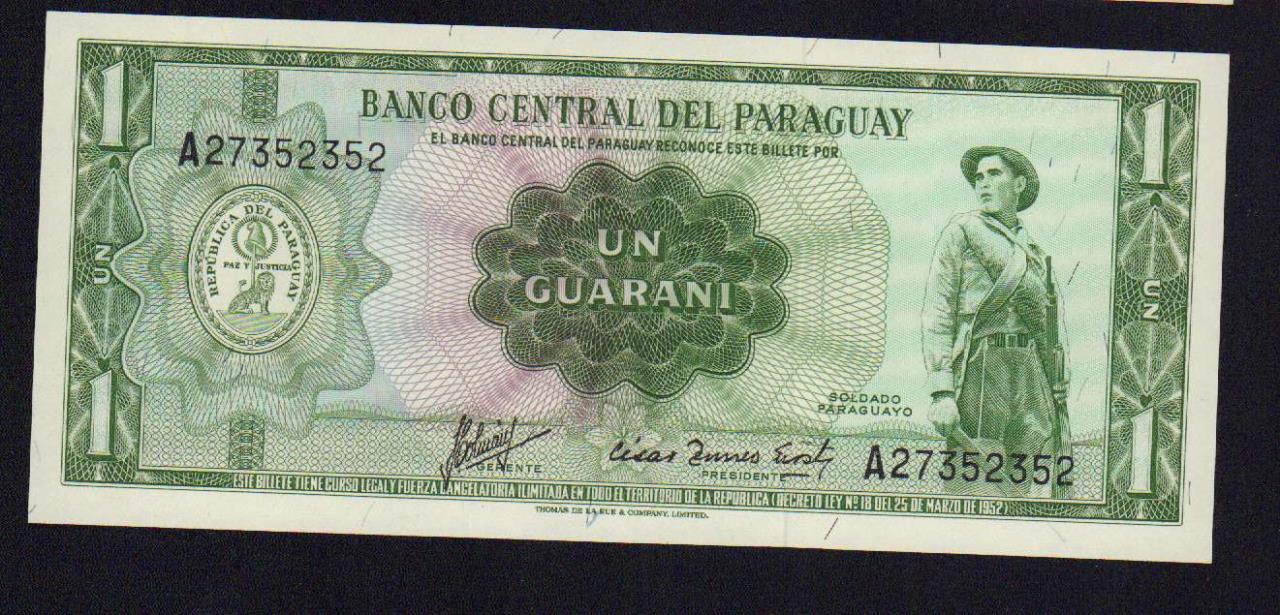 1
1
BANCO CENTRAL DEL PARAGUAY
EL BANCO CENTRAL DEL PARAGUAY RECONOCE ESTE BILLETE POR
A27352352
REPÚBLICA DEL PARAGUAY
PAZ Y JUSTICIA
UN
GUARANI
UN
UN
SOLDADO
PARAGUAYO
1
1
GERENTE
PRESIDENTE
A27352352
ESTE BILLETE TIENE CURSO LEGAL Y FUERZA CANCELATORIA ILIMITADA EN TODO EL TERRITORIO DE LA REPUBLICA (DECRETO LEY Nº 18 DEL 25 DE MARZO DE 1952)
THOMAS DE LA RUE & COMPANY, LIMITED.